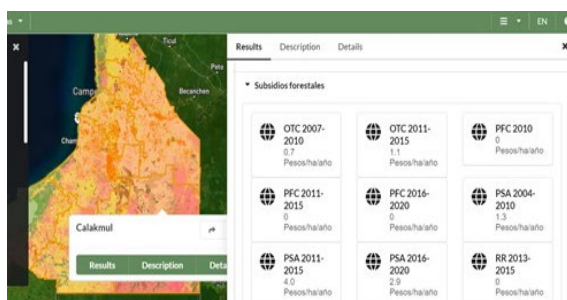 os
EN
Results Description Details
Subsidios forestales
OTC 2007-
2010
0.7
Pesos/ha/año
OTC 2011-
2015
1.1
Pesos/ha/año
PFC 2010
0
Pesos/ha/año
PFC 2011-
2015
0
Pesos/ha/año
PFC 2016-
2020
0
Pesos/ha/año
PSA 2004-
2010
1.3
Pesos/ha/año
PSA 2011-
2015
4.0
Pesos/ha/año
PSA 2016-
2020
2.9
Pesos/ha/año
RR 2013-
2015
0
Pesos/ha/año
Ticul
Peto
Becanchen
Camp
Cham
Calakmul
Results Description Deta